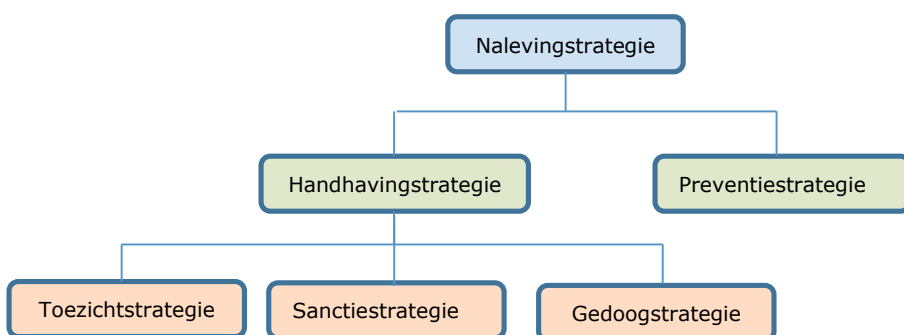 Nalevingstrategie
Handhavingstrategie
Preventiestrategie
Toezichtstrategie
Sanctiestrategie
Gedoogstrategie